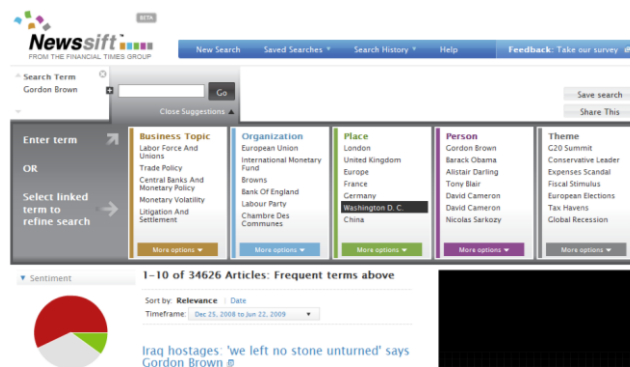 BETA
Newssift
FROM THE FINANCIAL TIMES GROUP
New Search Saved Searches Search History Help Feedback: Take our survey
Search Term
Gordon Brown
Go
Close Suggestions
Save search
Share This
Enter term
OR
Select linked
term to
refine search
Business Topic
Labor Force And
Unions
Trade Policy
Central Banks And
Monetary Policy
Monetary Volatility
Litigation And
Settlement
More options
Organization
European Union
International Monetary
Fund
Browns
Bank Of England
Labour Party
Chambre Des
Communes
More options
Place
London
United Kingdom
Europe
France
Germany
Washington D. C.
China
More options
Person
Gordon Brown
Barack Obama
Alistair Darling
Tony Blair
David Cameron
David Cameron
Nicolas Sarkozy
More options
Theme
G20 Summit
Conservative Leader
Expenses Scandal
Fiscal Stimulus
European Elections
Tax Havens
Global Recession
More options
Sentiment
1-10 of 34626 Articles: Frequent terms above
Sort by: Relevance | Date
Timeframe: Dec 25, 2008 to Jun 22, 2009
Iraq hostages: 'we left no stone unturned' says
Gordon Brown